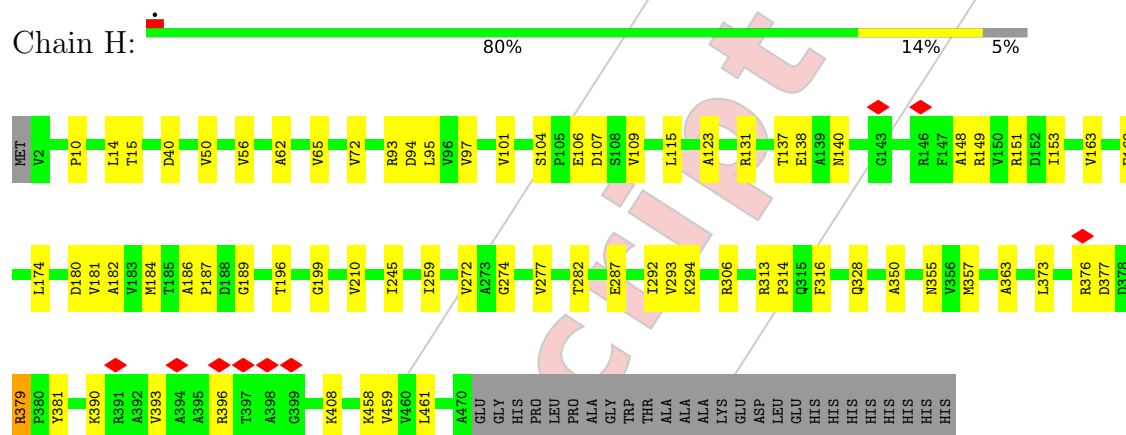 Chain H:
80% 14% 5%
MET V2 P10 L14 T15 D40 V50 V56 A62 V65 V72 R93 D94 L95 V96 V97 V101 S104 P105 E106 D107 S108 V109 L115 A123 R131 T137 E138 A139 N140 G143 R146 F147 A148 R149 V150 R151 D152 I153 V163
L174 D180 V181 A182 V183 M184 T185 A186 P187 D188 G189 T196 G199 V210 I245 I259 V272 A273 G274 V277 T282 E287 I292 V293 K294 R306 R313 P314 Q315 F316 Q328 A350 N355 V356 M357 A363 L373 R376 D377 D378
R379 P380 Y381 K390 R391 A392 V393 A394 A395 R396 T397 A398 G399 K408 K458 V459 V460 L461 A470 GLU GLY HIS PRO LEU PRO ALA GLY TRP THR ALA ALA ALA LYS GLU ASP LEU GLU HIS HIS HIS HIS HIS HIS HIS HIS
cript